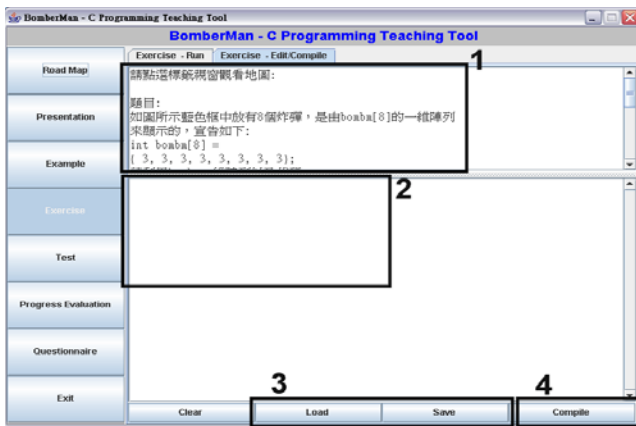 BomberMan - C Programming Teaching Tool
BomberMan - C Programming Teaching Tool
Road Map
Presentation
Example
Exercise
Test
Progress Evaluation
Questionnaire
Exit
Exercise - Run
Exercise - Edit/Compile
1
請點選標籤視窗觀看地圖:
題目:
如圖所示藍色框中放有8個炸彈,是由bombm[8]的一維陣列
來顯示的,宣告如下:
int bombm[8] =
{ 3, 3, 3, 3, 3, 3, 3, 3};
2
3
4
Clear
Load
Save
Compile